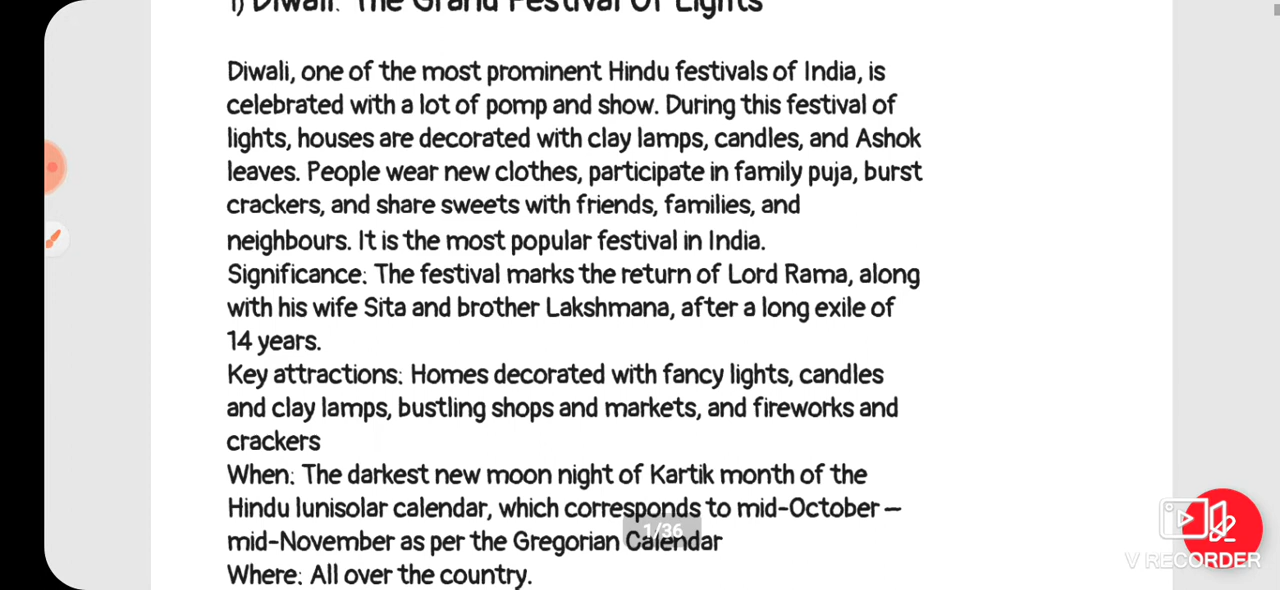 1) Diwali: The Grand Festival Of Lights
Diwali, one of the most prominent Hindu festivals of India, is
celebrated with a lot of pomp and show. During this festival of
lights, houses are decorated with clay lamps, candles, and Ashok
leaves. People wear new clothes, participate in family puja, burst
crackers, and share sweets with friends, families, and
neighbours. It is the most popular festival in India.
Significance: The festival marks the return of Lord Rama, along
with his wife Sita and brother Lakshmana, after a long exile of
14 years.
Key attractions: Homes decorated with fancy lights, candles
and clay lamps, bustling shops and markets, and fireworks and
crackers
When: The darkest new moon night of Kartik month of the
Hindu lunisolar calendar, which corresponds to mid-October –
mid-November as per the Gregorian Calendar
Where: All over the country.
1/36
V RECORDER